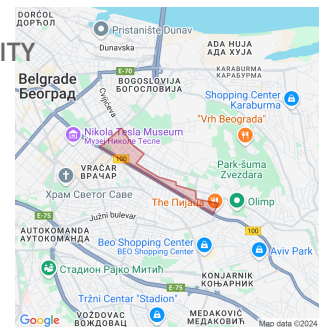 DORĆOL
ДОРЋОЛ
Pristanište Dunav
Dunavska
ADA HUJA
АДА ХУЈА
ITY
E-70
KARABURMA
КАРАБУРМА
Belgrade
Београд
BOGOSLOVIJA
БОГОСЛОВИЈА
Cvijićeva
Shopping Center
Karaburma
"Vrh Beograda"
Nikola Tesla Museum
Музеј Николе Тесле
100
Park-šuma
Zvezdara
VRAČAR
ВРАЧАР
Храм Светог Саве
The Пијаца
Olimp
E-75
Južni bulevar
100
AUTOKOMANDA
АУТОКОМАНДА
Beo Shopping Center
BEO Shopping Center
Aviv Park
Стадион Рајко Митић
KONJARNIK
КОЊАРНИК
E-75
Tržni Centar "Stadion"
VOŽDOVAC
ВОЖДОВАЦ
MEDAKOVIĆ
МЕДАКОВИЋ
Google
Map data ©2024